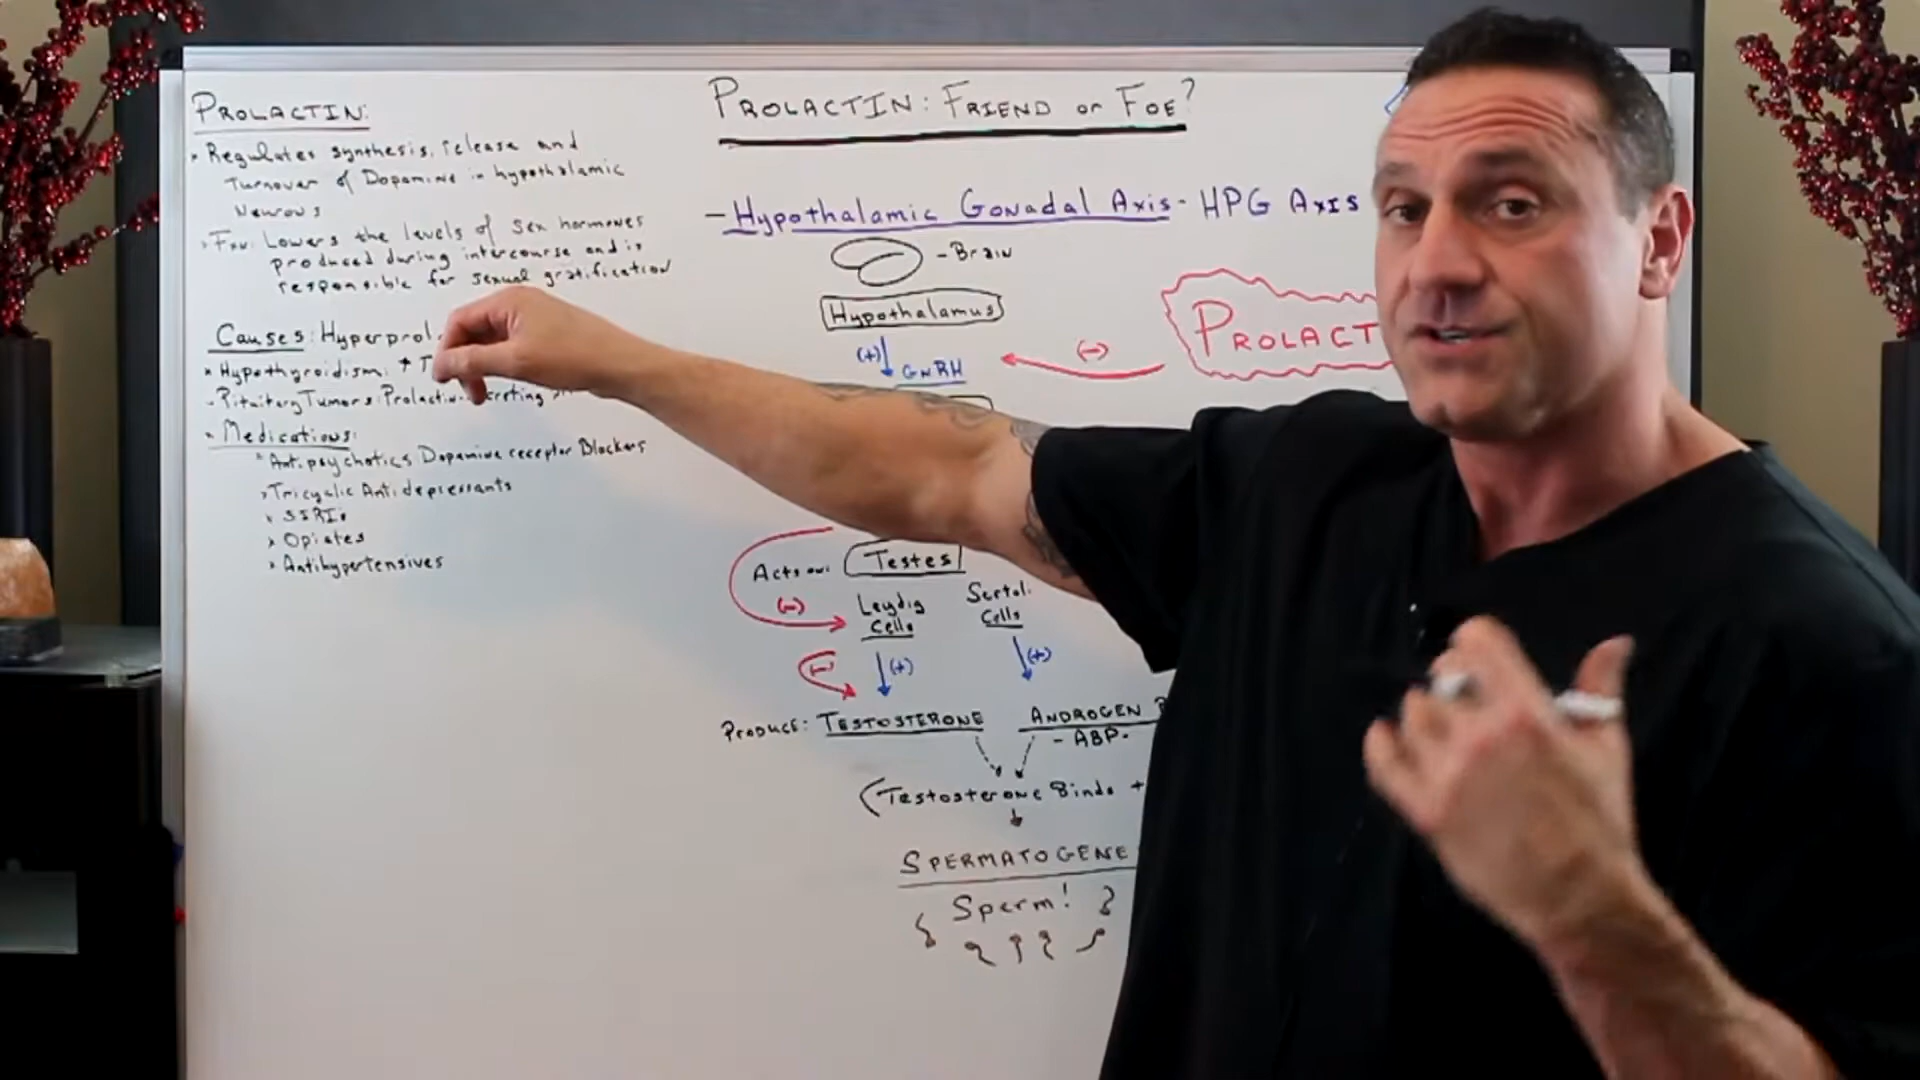 PROLACTIN:
Regulates synthesis, release and
Turnover of Dopamine in hypothalamic
Neurons
Fxn: Lowers the levels of Sex hormones
produced during intercourse and is
responsible for sexual gratification
Causes: Hyperprol
Hypothyroidism: ↑ T
Pituitary Tumors: Prolactin
Medications:
Antipsychotics Dopamine receptor Blockers
Tricyclic Antidepressants
SSRIs
Opiates
Antihypertensives
PROLACTIN: FRIEND or FOE?
- Hypothalamic Gonadal Axis - HPG AXIS
- Brain
Hypothalamus
(+) GnRH
(-)
PROLACT
Acts on: Testes
(-) Leydig Cells
Sertoli Cells
(-) (+) (+)
PRODUCE: TESTOSTERONE ANDROGEN
- ABP-
(Testosterone Binds +
SPERMATOGENE
Sperm!